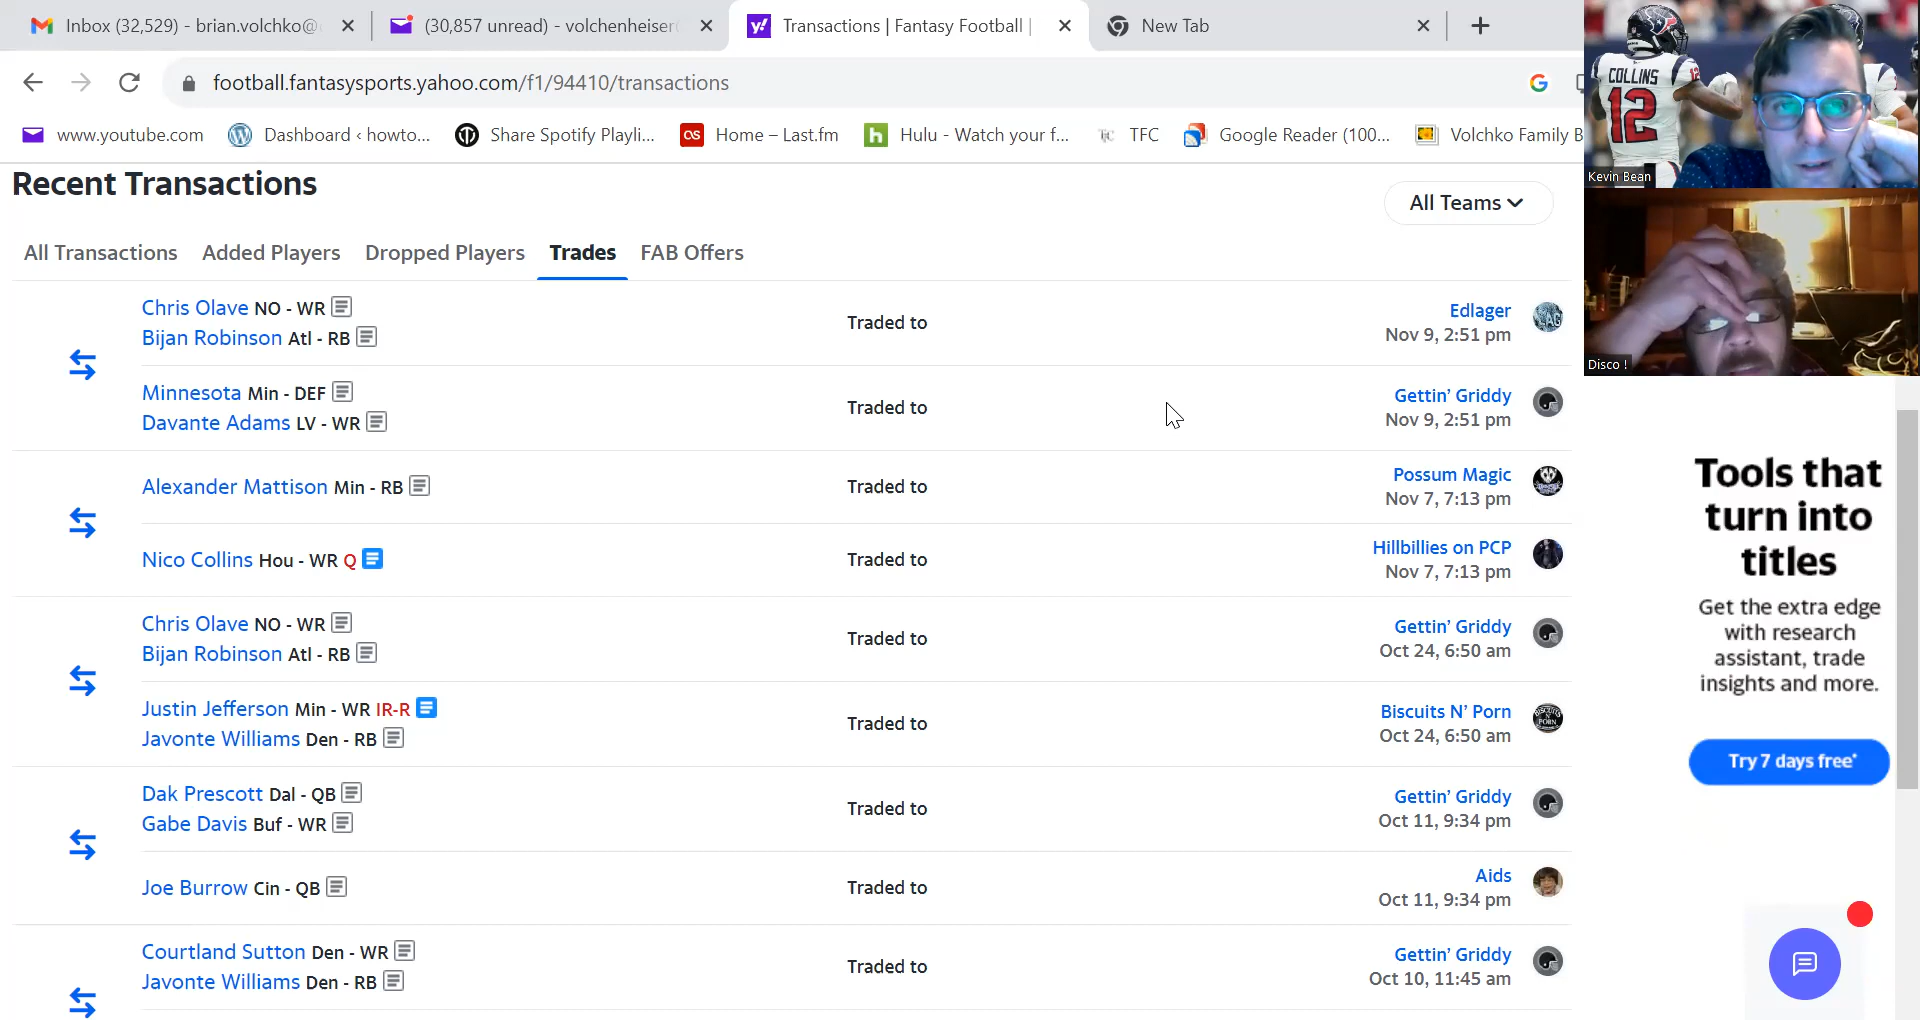 Inbox (32,529) - brian.volchko@
(30,857 unread) - volchenheiser
Transactions | Fantasy Football |
New Tab
football.fantasysports.yahoo.com/f1/94410/transactions
www.youtube.com
Dashboard ‹ howto...
Share Spotify Playli...
Home – Last.fm
Hulu - Watch your f...
TFC
Google Reader (100...
Volchko Family B
COLLINS
12
Kevin Bean
Disco !
Recent Transactions
All Teams
All Transactions Added Players Dropped Players Trades FAB Offers
Chris Olave NO - WR
Bijan Robinson Atl - RB
Traded to
Edlager
Nov 9, 2:51 pm
Minnesota Min - DEF
Davante Adams LV - WR
Traded to
Gettin' Griddy
Nov 9, 2:51 pm
Alexander Mattison Min - RB
Traded to
Possum Magic
Nov 7, 7:13 pm
Nico Collins Hou - WR Q
Traded to
Hillbillies on PCP
Nov 7, 7:13 pm
Chris Olave NO - WR
Bijan Robinson Atl - RB
Traded to
Gettin' Griddy
Oct 24, 6:50 am
Justin Jefferson Min - WR IR-R
Javonte Williams Den - RB
Traded to
Biscuits N' Porn
Oct 24, 6:50 am
Dak Prescott Dal - QB
Gabe Davis Buf - WR
Traded to
Gettin' Griddy
Oct 11, 9:34 pm
Joe Burrow Cin - QB
Traded to
Aids
Oct 11, 9:34 pm
Courtland Sutton Den - WR
Javonte Williams Den - RB
Traded to
Gettin' Griddy
Oct 10, 11:45 am
Tools that
turn into
titles
Get the extra edge
with research
assistant, trade
insights and more.
Try 7 days free*